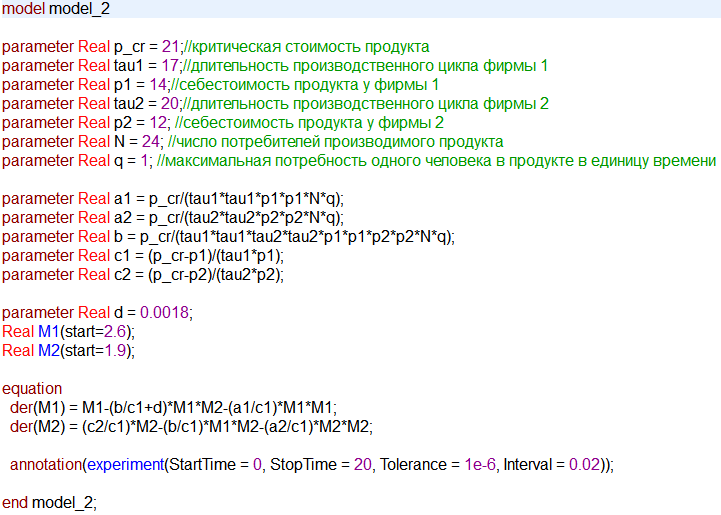 model model_2
parameter Real p_cr = 21;//критическая стоимость продукта
parameter Real tau1 = 17;//длительность производственного цикла фирмы 1
parameter Real p1 = 14;//себестоимость продукта у фирмы 1
parameter Real tau2 = 20;//длительность производственного цикла фирмы 2
parameter Real p2 = 12; //себестоимость продукта у фирмы 2
parameter Real N = 24; //число потребителей производимого продукта
parameter Real q = 1; //максимальная потребность одного человека в продукте в единицу времени
parameter Real a1 = p_cr/(tau1*tau1*p1*p1*N*q);
parameter Real a2 = p_cr/(tau2*tau2*p2*p2*N*q);
parameter Real b = p_cr/(tau1*tau1*tau2*tau2*p1*p1*p2*p2*N*q);
parameter Real c1 = (p_cr-p1)/(tau1*p1);
parameter Real c2 = (p_cr-p2)/(tau2*p2);
parameter Real d = 0.0018;
Real M1(start=2.6);
Real M2(start=1.9);
equation
der(M1) = M1-(b/c1+d)*M1*M2-(a1/c1)*M1*M1;
der(M2) = (c2/c1)*M2-(b/c1)*M1*M2-(a2/c1)*M2*M2;
annotation(experiment(StartTime = 0, StopTime = 20, Tolerance = 1e-6, Interval = 0.02));
end model_2;